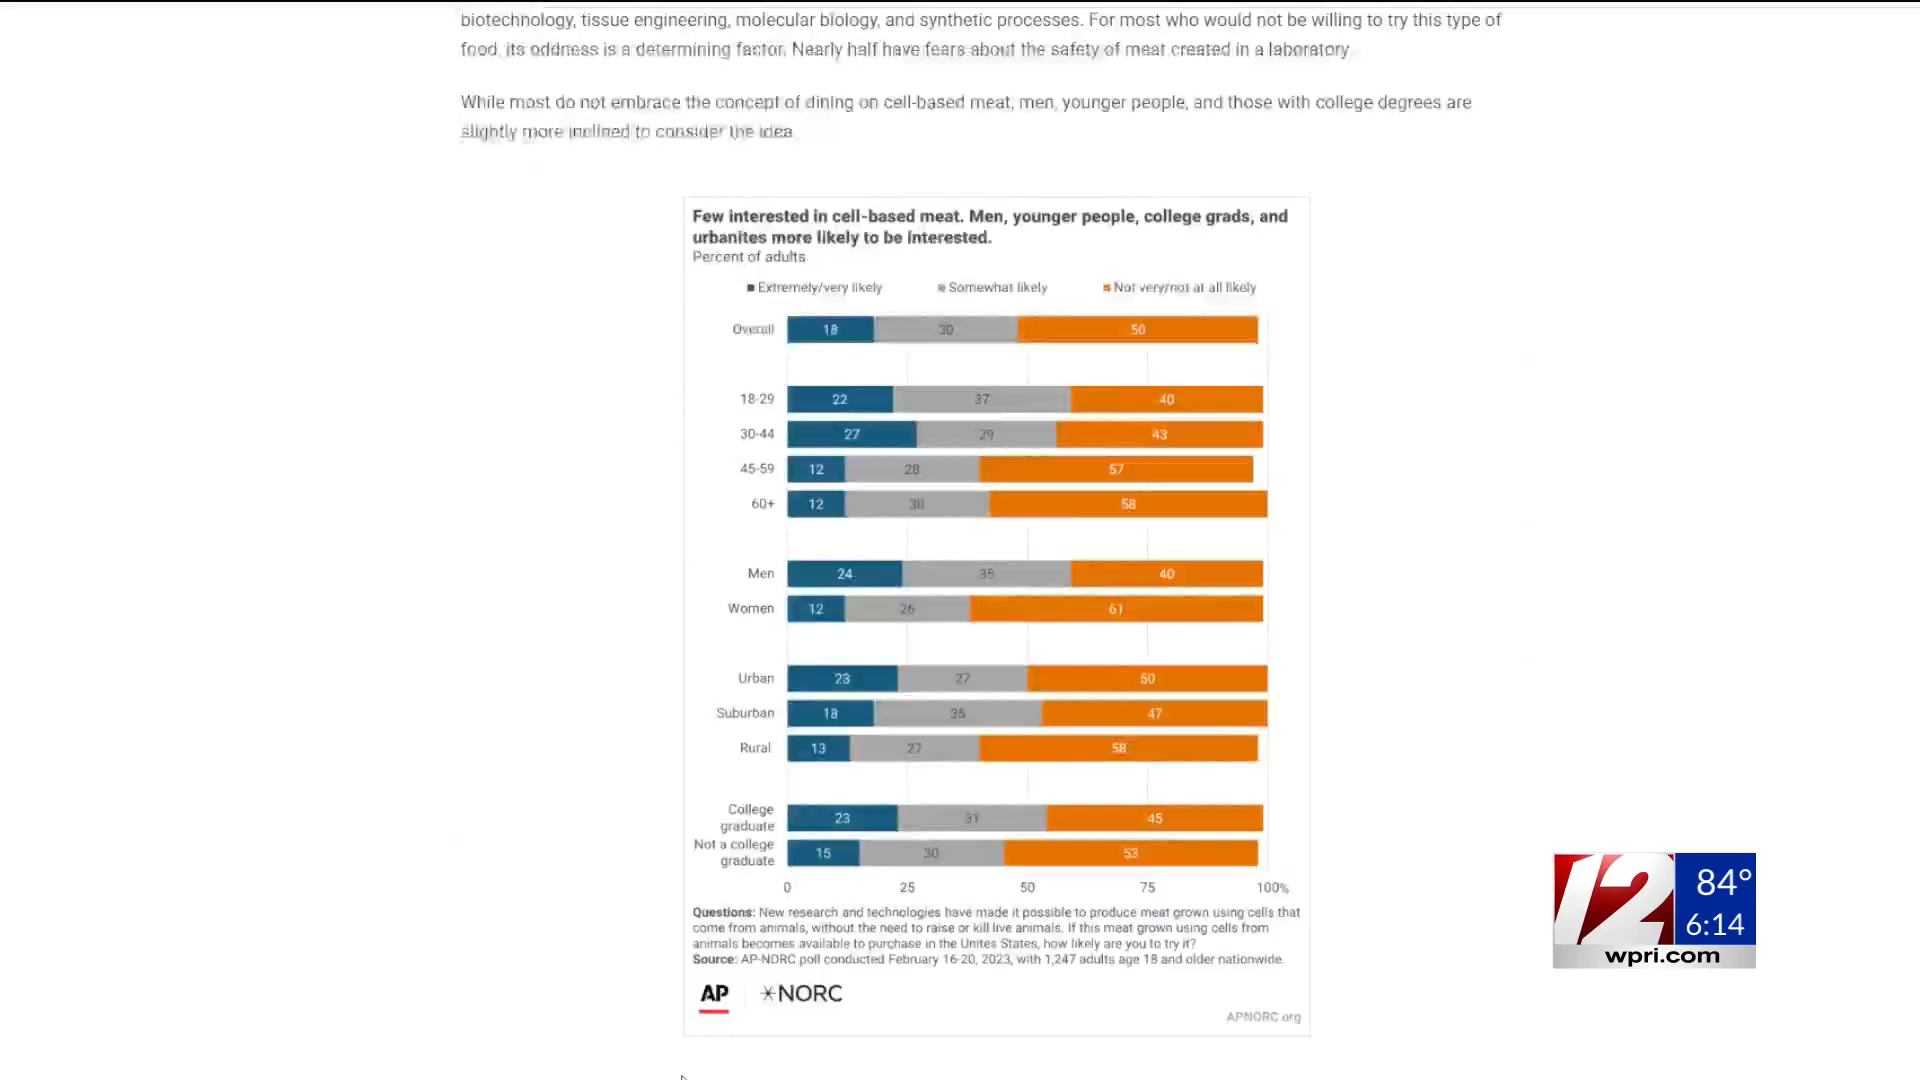 biotechnology, tissue engineering, molecular biology, and synthetic processes. For most who would not be willing to try this type of
food, its oddness is a determining factor. Nearly half have fears about the safety of meat created in a laboratory.
While most do not embrace the concept of dining on cell-based meat, men, younger people, and those with college degrees are
slightly more inclined to consider the idea.
Few interested in cell-based meat. Men, younger people, college grads, and
urbanites more likely to be interested.
Percent of adults
Extremely/very likely Somewhat likely Not very/not at all likely
Overall 18 30 50
18-29 22 37 40
30-44 27 29 43
45-59 12 28 57
60+ 12 30 58
Men 24 35 40
Women 12 26 61
Urban 23 27 50
Suburban 18 35 47
Rural 13 27 58
College
graduate 23 31 45
Not a college
graduate 15 30 53
0 25 50 75 100%
Questions: New research and technologies have made it possible to produce meat grown using cells that
come from animals, without the need to raise or kill live animals. If this meat grown using cells from
animals becomes available to purchase in the Unites States, how likely are you to try it?
Source: AP-NORC poll conducted February 16-20, 2023, with 1,247 adults age 18 and older nationwide.
AP NORC
APNORC.org
12 84°
6:14
wpri.com